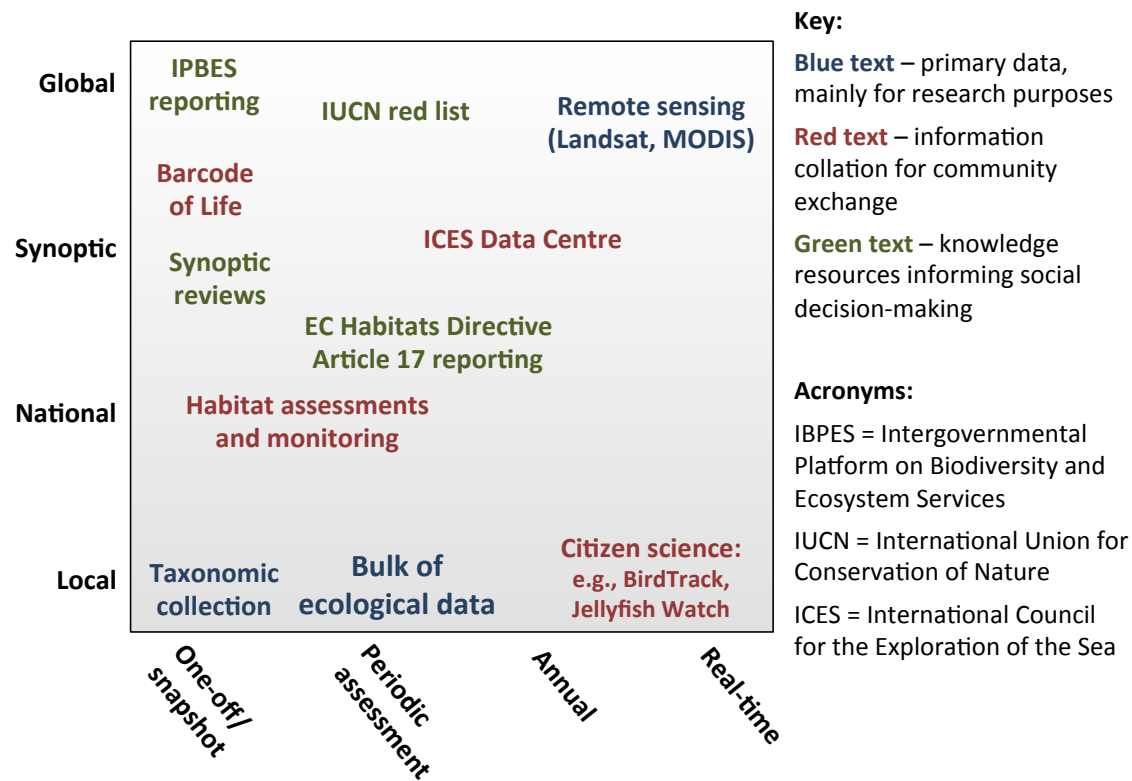 Global
Synoptic
National
Local
IPBES
reporting
IUCN red list
Remote sensing
(Landsat, MODIS)
Barcode
of Life
ICES Data Centre
Synoptic
reviews
EC Habitats Directive
Article 17 reporting
Habitat assessments
and monitoring
Taxonomic
collection
Bulk of
ecological data
Citizen science:
e.g., BirdTrack,
Jellyfish Watch
One-off/
snapshot
Periodic
assessment
Annual
Real-time
Key:
Blue text – primary data,
mainly for research purposes
Red text – information
collation for community
exchange
Green text – knowledge
resources informing social
decision-making
Acronyms:
IBPES = Intergovernmental
Platform on Biodiversity and
Ecosystem Services
IUCN = International Union for
Conservation of Nature
ICES = International Council
for the Exploration of the Sea